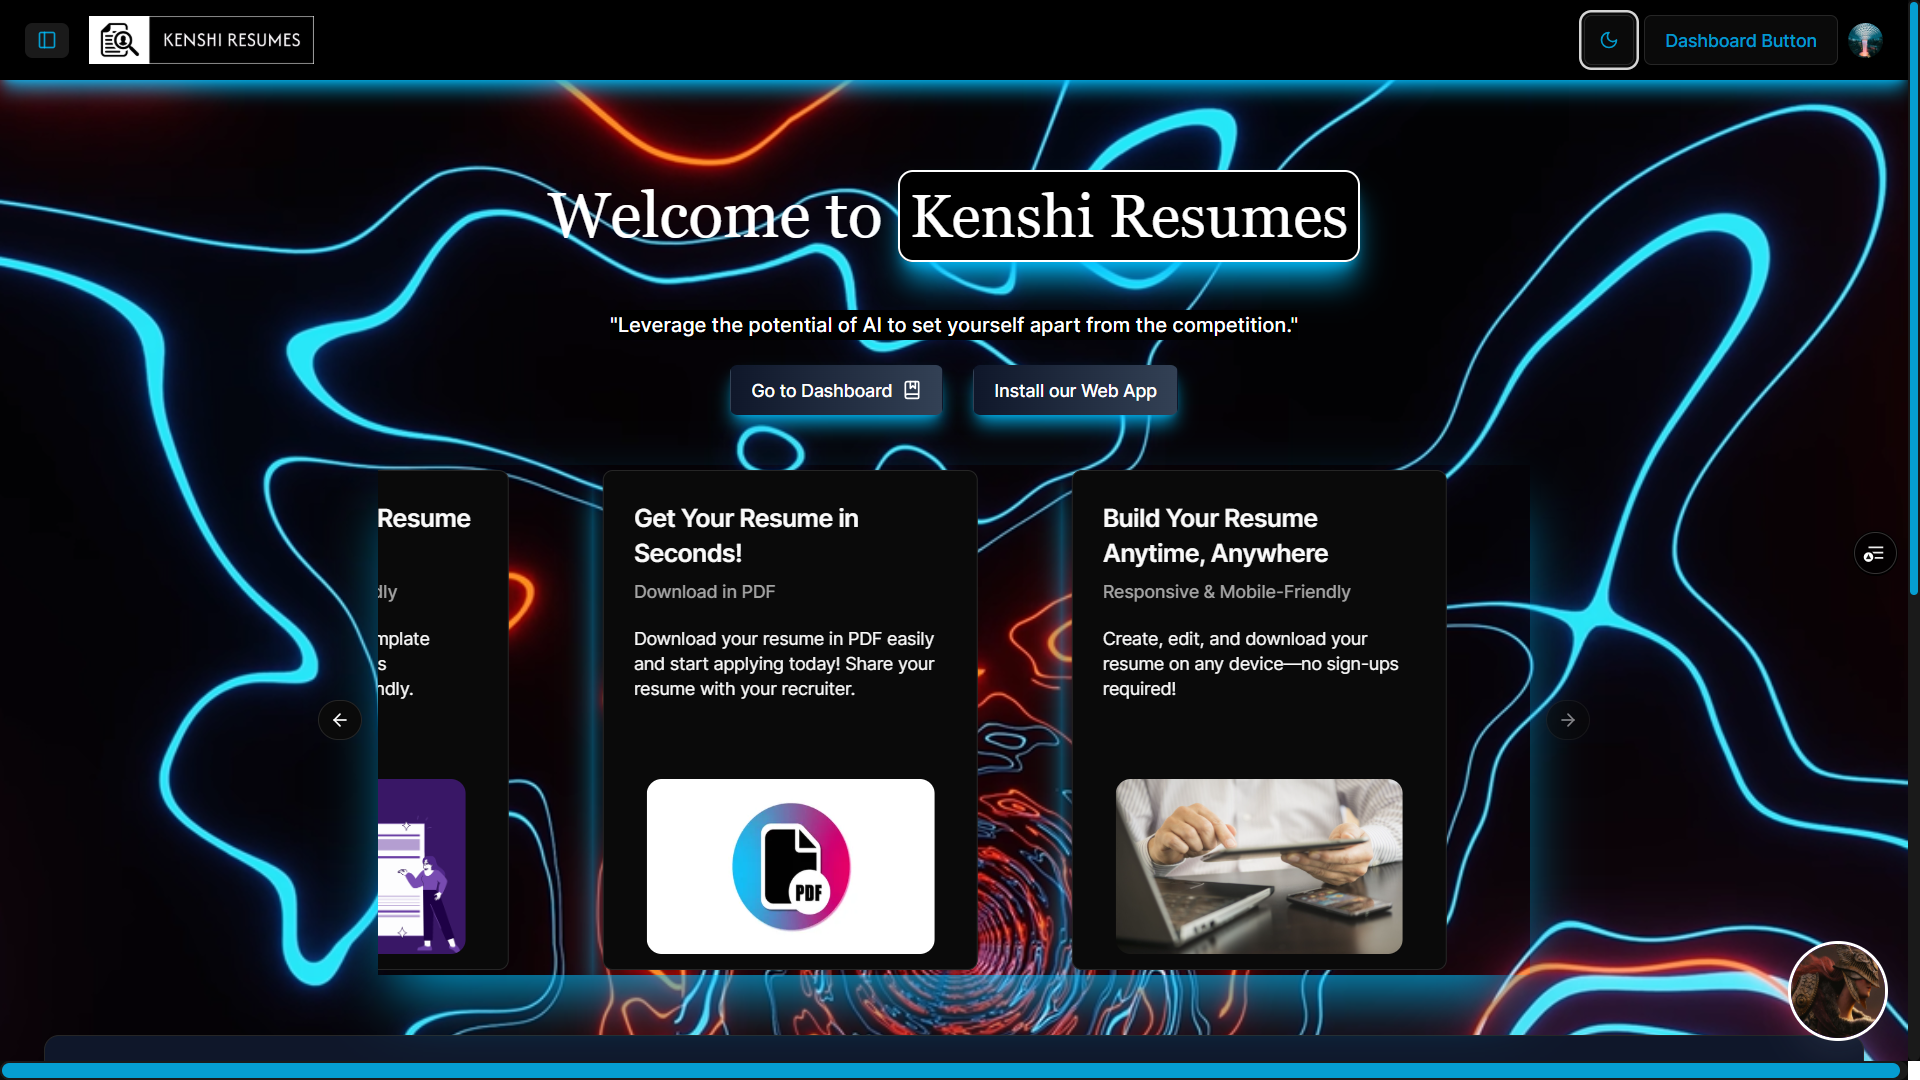 KENSHI RESUMES
Dashboard Button
Welcome to Kenshi Resumes
"Leverage the potential of AI to set yourself apart from the competition."
Go to Dashboard
Install our Web App
Resume
dly
mplate
s
ndly.
Get Your Resume in
Seconds!
Download in PDF
Download your resume in PDF easily
and start applying today! Share your
resume with your recruiter.
PDF
Build Your Resume
Anytime, Anywhere
Responsive & Mobile-Friendly
Create, edit, and download your
resume on any device—no sign-ups
required!